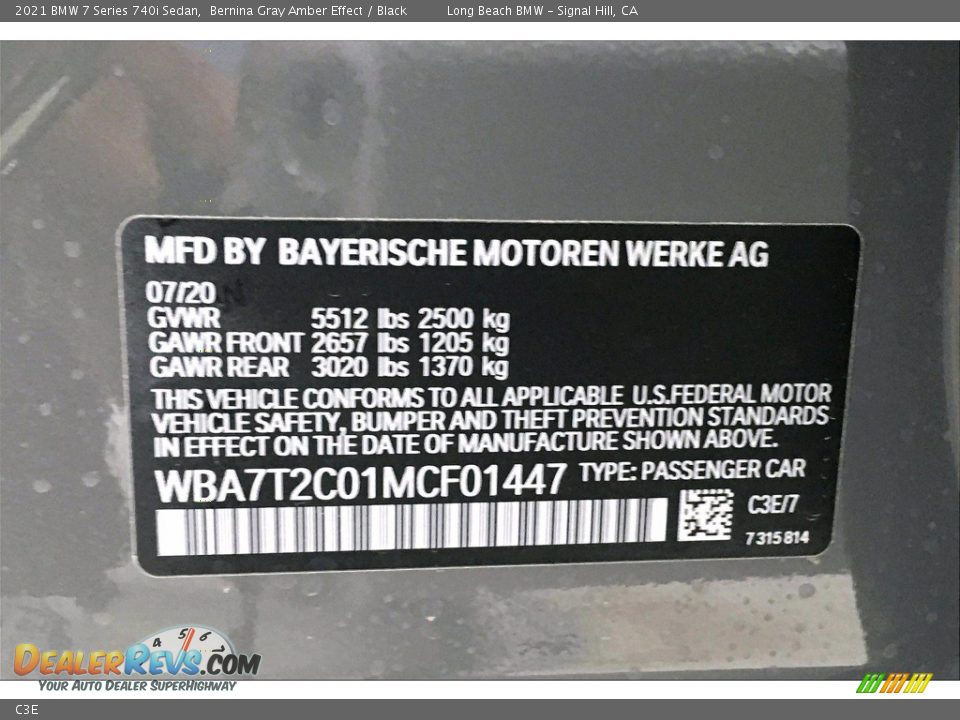 2021 BMW 7 Series 740i Sedan, Bernina Gray Amber Effect / Black Long Beach BMW - Signal Hill, CA
MFD BY BAYERISCHE MOTOREN WERKE AG
07/20
GVWR 5512 lbs 2500 kg
GAWR FRONT 2657 lbs 1205 kg
GAWR REAR 3020 lbs 1370 kg
THIS VEHICLE CONFORMS TO ALL APPLICABLE U.S.FEDERAL MOTOR
VEHICLE SAFETY, BUMPER AND THEFT PREVENTION STANDARDS
IN EFFECT ON THE DATE OF MANUFACTURE SHOWN ABOVE.
WBA7T2C01MCF01447 TYPE: PASSENGER CAR
C3E/7
7315814
4 5 6
DEALERREVS.COM
YOUR AUTO DEALER SUPERHIGHWAY
C3E